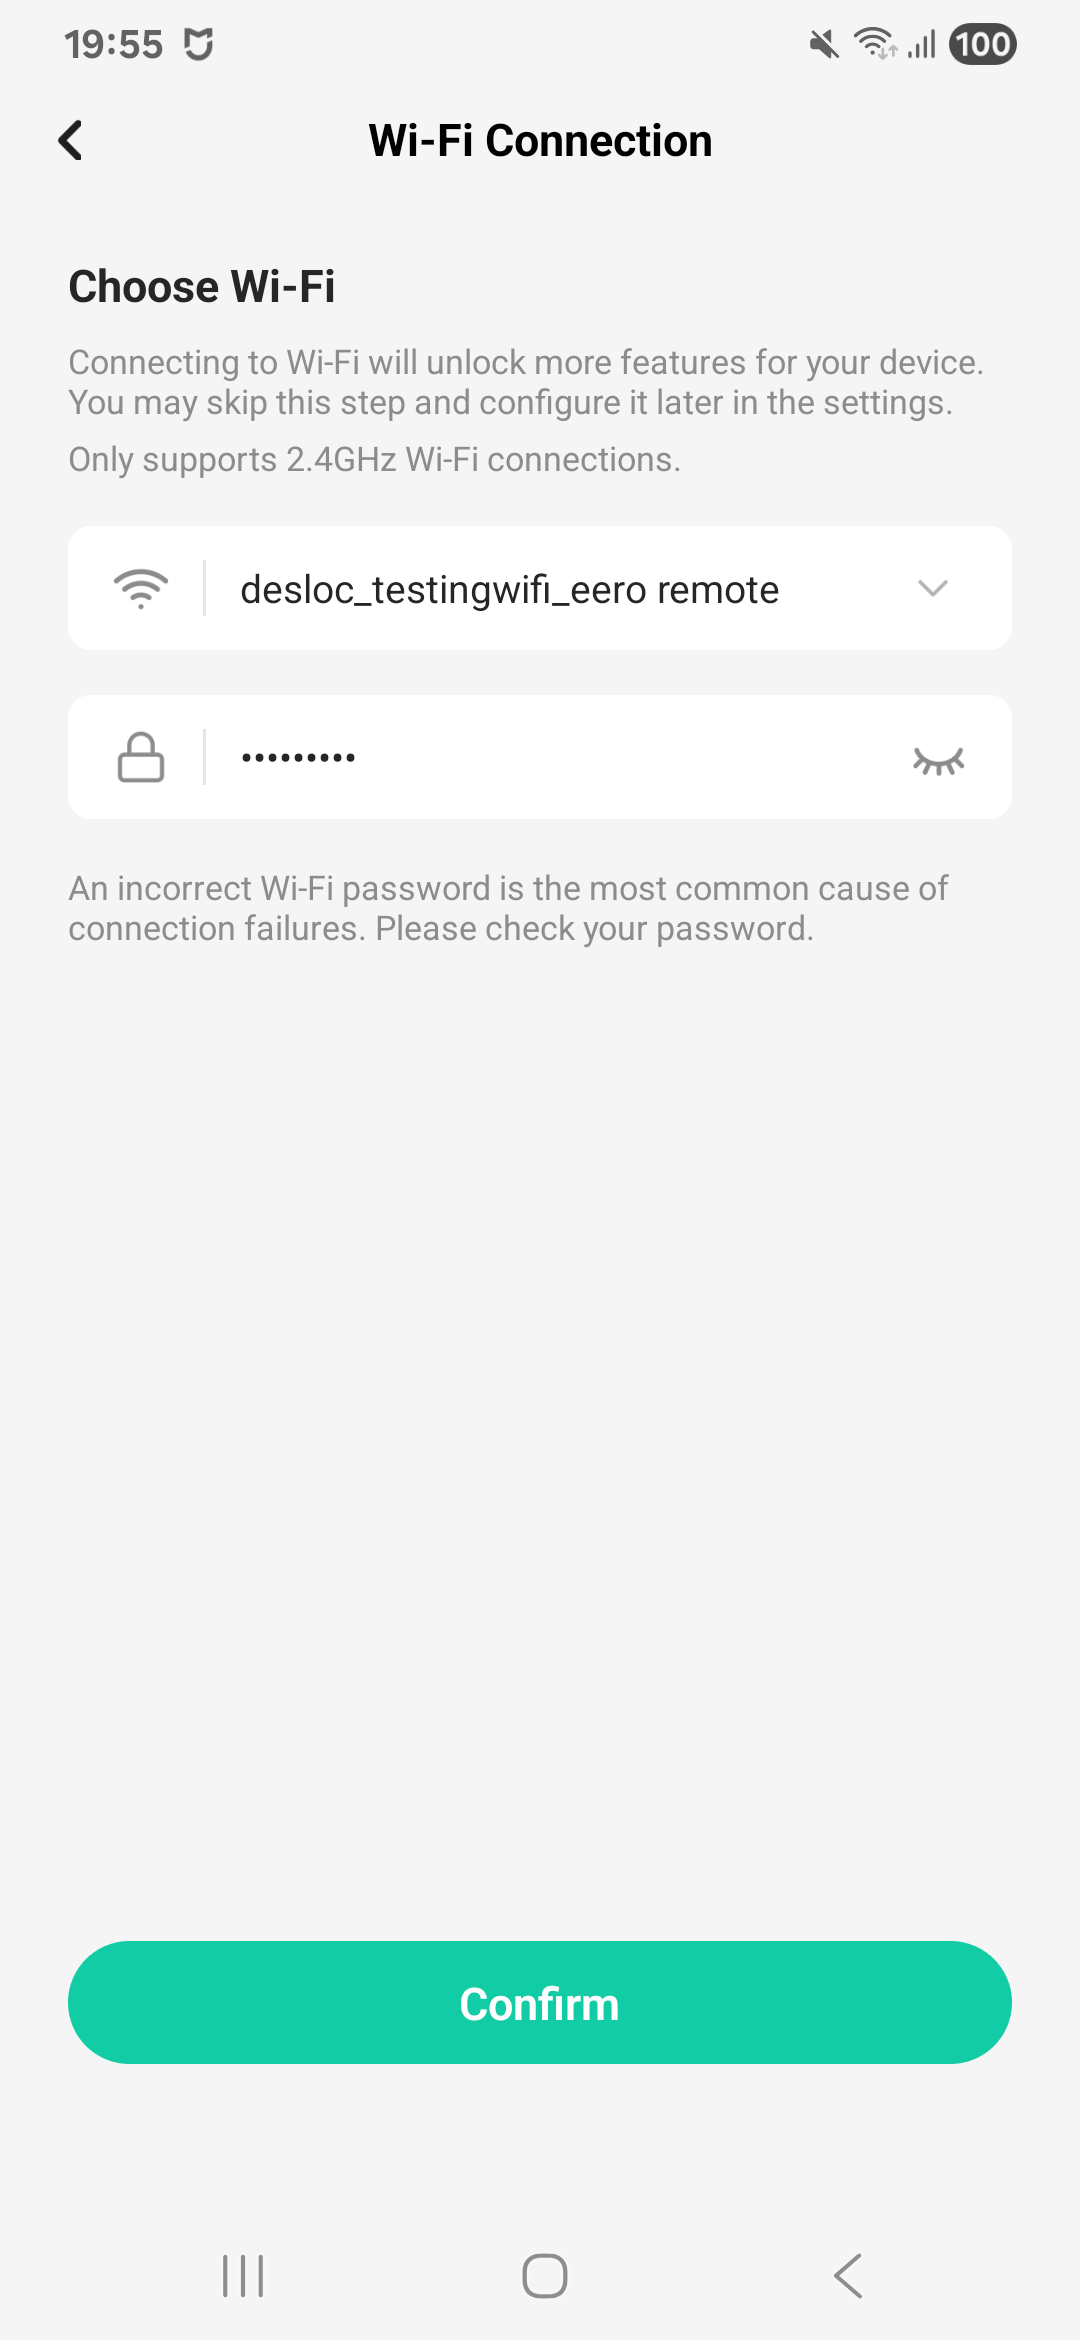 19:55
100
Wi-Fi Connection
Choose Wi-Fi
Connecting to Wi-Fi will unlock more features for your device.
You may skip this step and configure it later in the settings.
Only supports 2.4GHz Wi-Fi connections.
desloc_testingwifi_eero remote
•••••••••
An incorrect Wi-Fi password is the most common cause of
connection failures. Please check your password.
Confirm